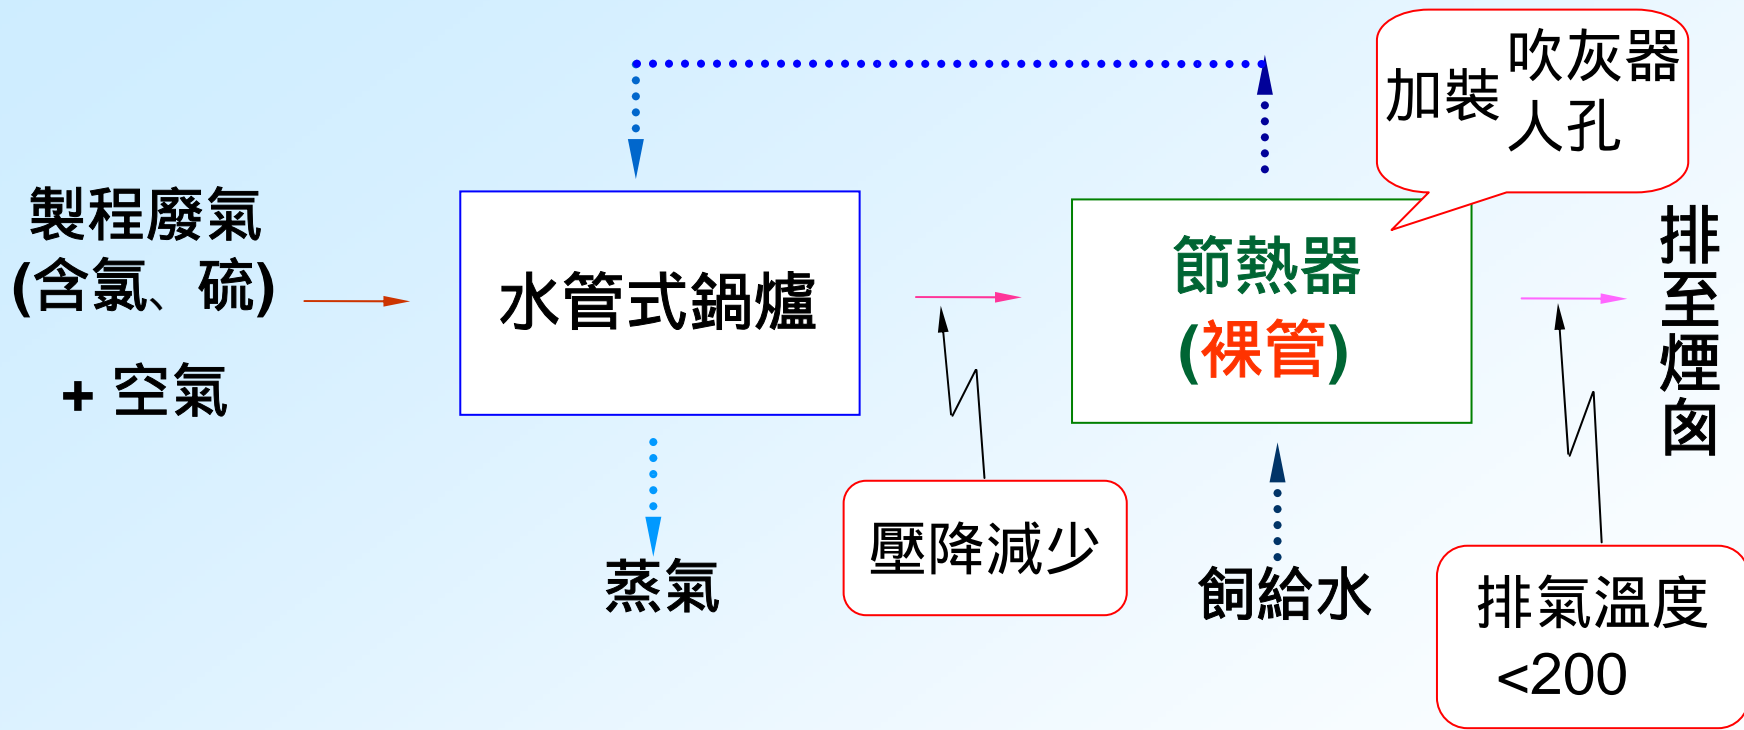 加裝
吹灰器
人孔
製程廢氣
(含氯、硫)
+ 空氣
水管式鍋爐
節熱器
(裸管)
排至煙囪
蒸氣
壓降減少
飼給水
排氣溫度
<200